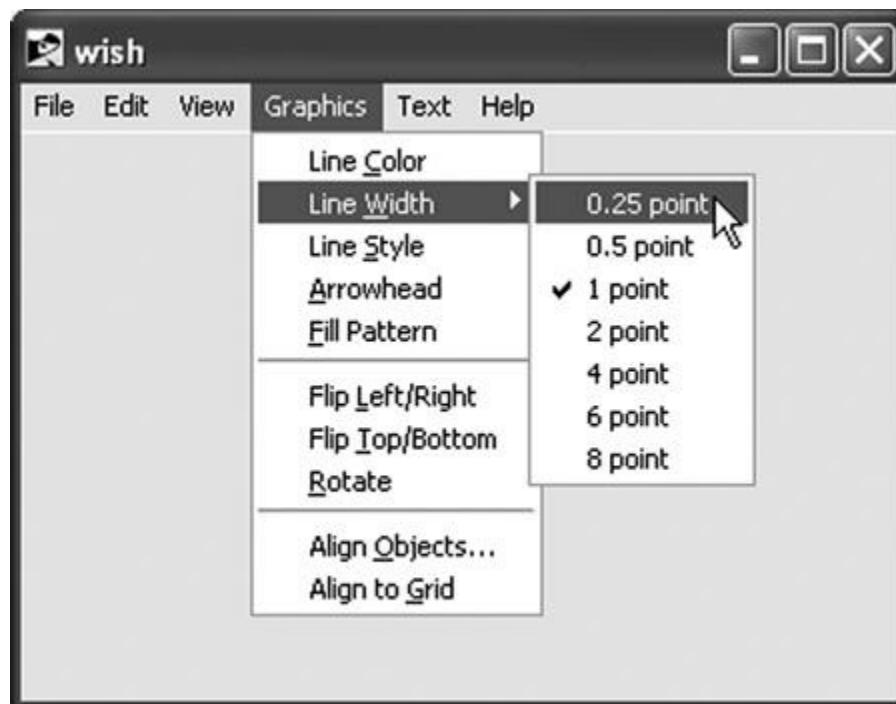 wish
File Edit View Graphics Text Help
Line Color
Line Width
Line Style
Arrowhead
Fill Pattern
Flip Left/Right
Flip Top/Bottom
Rotate
Align Objects...
Align to Grid
0.25 point
0.5 point
1 point
2 point
4 point
6 point
8 point